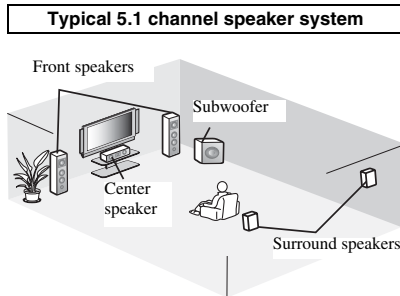 Typical 5.1 channel speaker system
Front speakers
Subwoofer
Center
speaker
Surround speakers